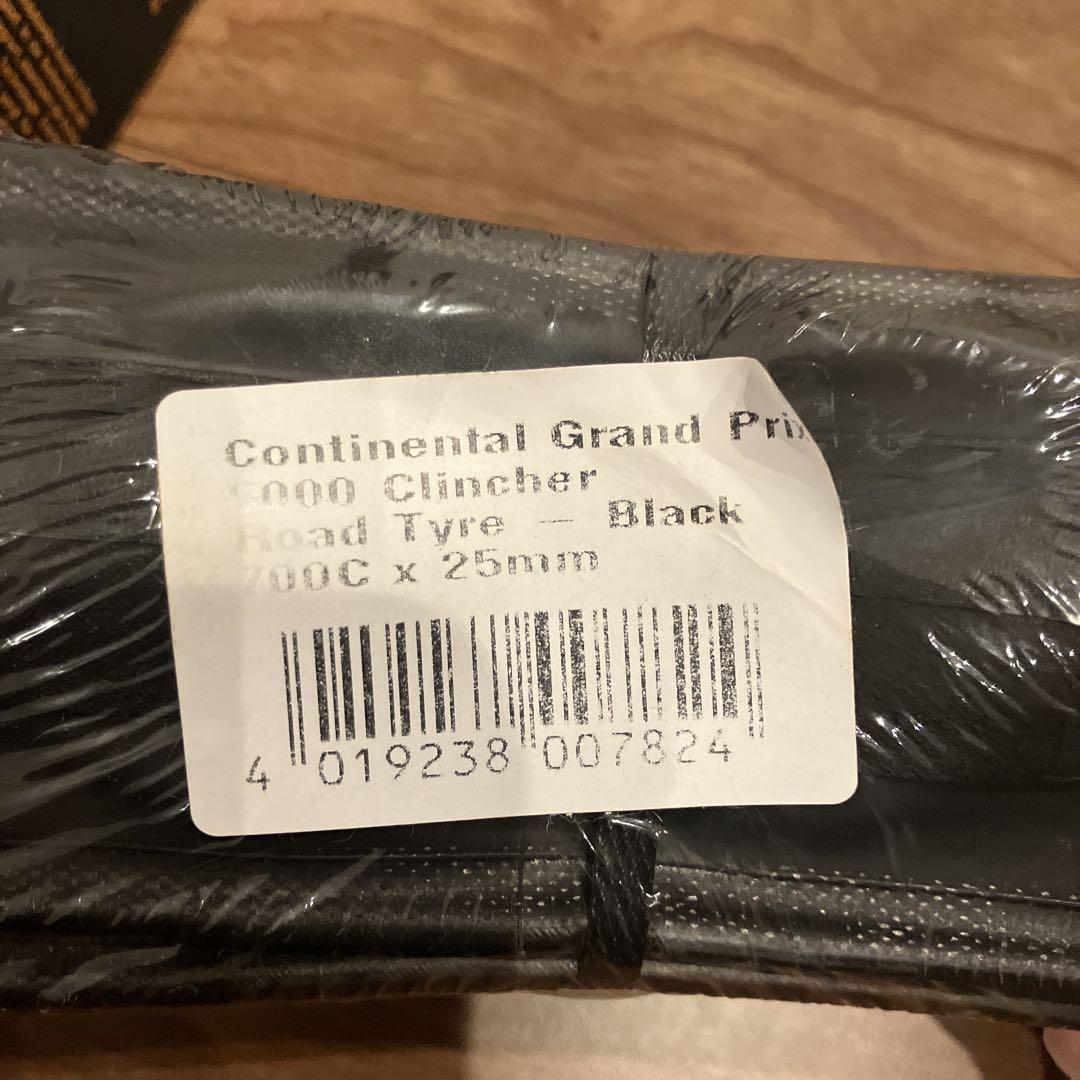 Continental Grand Prix
5000 Clincher
Road Tyre — Black
700C x 25mm
4 019238 007824